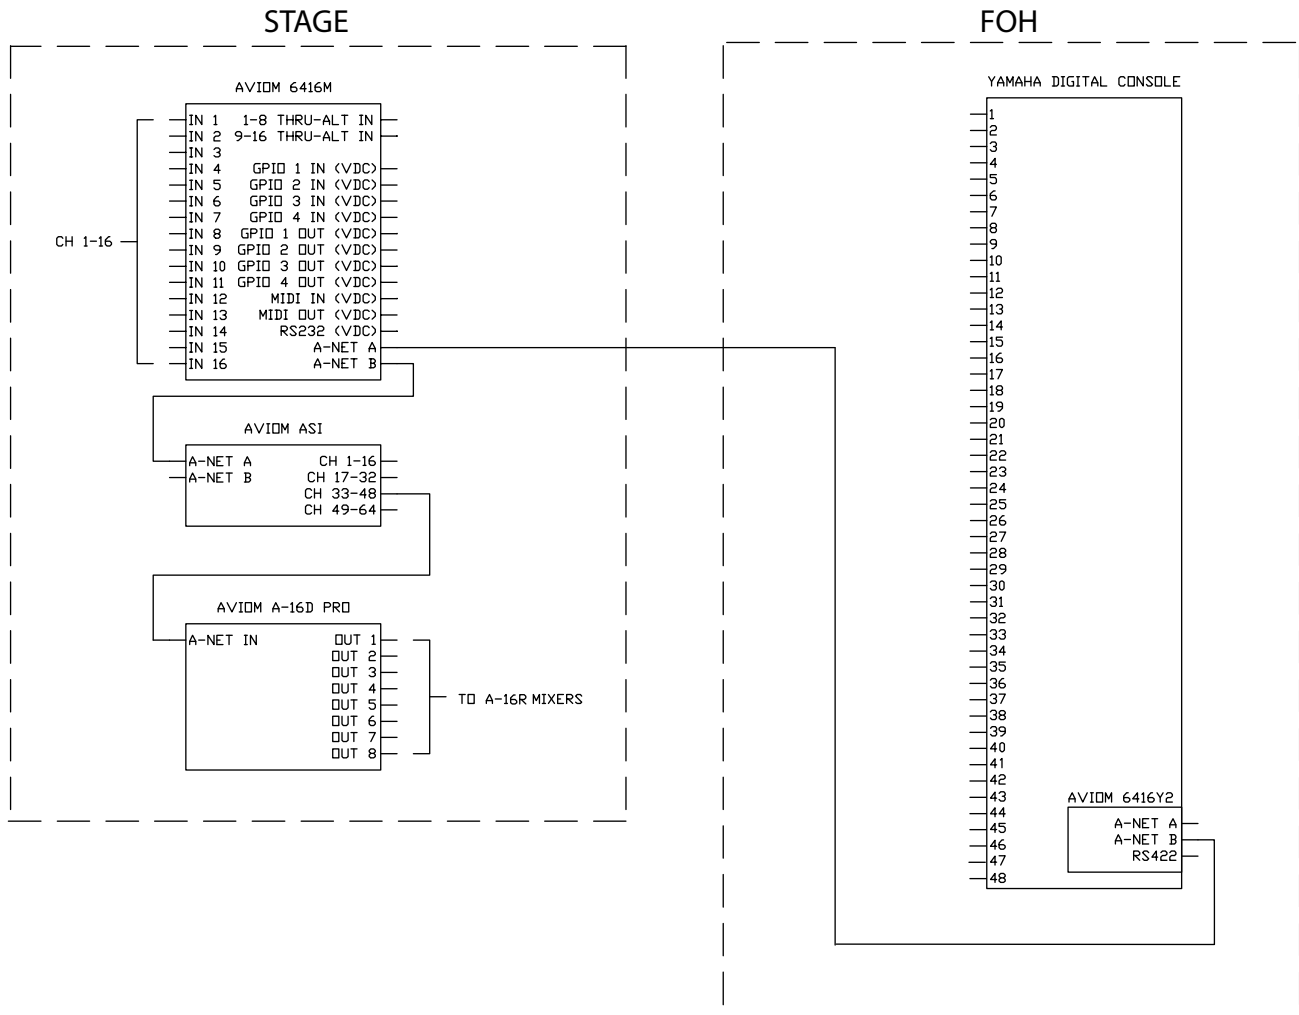 STAGE
FOH
AVIOM 6416M
IN 1 1-8 THRU-ALT IN
IN 2 9-16 THRU-ALT IN
IN 3
IN 4 GPIO 1 IN (VDC)
IN 5 GPIO 2 IN (VDC)
IN 6 GPIO 3 IN (VDC)
IN 7 GPIO 4 IN (VDC)
IN 8 GPIO 1 OUT (VDC)
IN 9 GPIO 2 OUT (VDC)
IN 10 GPIO 3 OUT (VDC)
IN 11 GPIO 4 OUT (VDC)
IN 12 MIDI IN (VDC)
IN 13 MIDI OUT (VDC)
IN 14 RS232 (VDC)
IN 15 A-NET A
IN 16 A-NET B
CH 1-16
AVIOM ASI
A-NET A CH 1-16
A-NET B CH 17-32
CH 33-48
CH 49-64
AVIOM A-16D PRO
A-NET IN OUT 1
OUT 2
OUT 3
OUT 4
OUT 5
OUT 6
OUT 7
OUT 8
TO A-16R MIXERS
YAMAHA DIGITAL CONSOLE
1
2
3
4
5
6
7
8
9
10
11
12
13
14
15
16
17
18
19
20
21
22
23
24
25
26
27
28
29
30
31
32
33
34
35
36
37
38
39
40
41
42
43
44
45
46
47
48
AVIOM 6416Y2
A-NET A
A-NET B
RS422